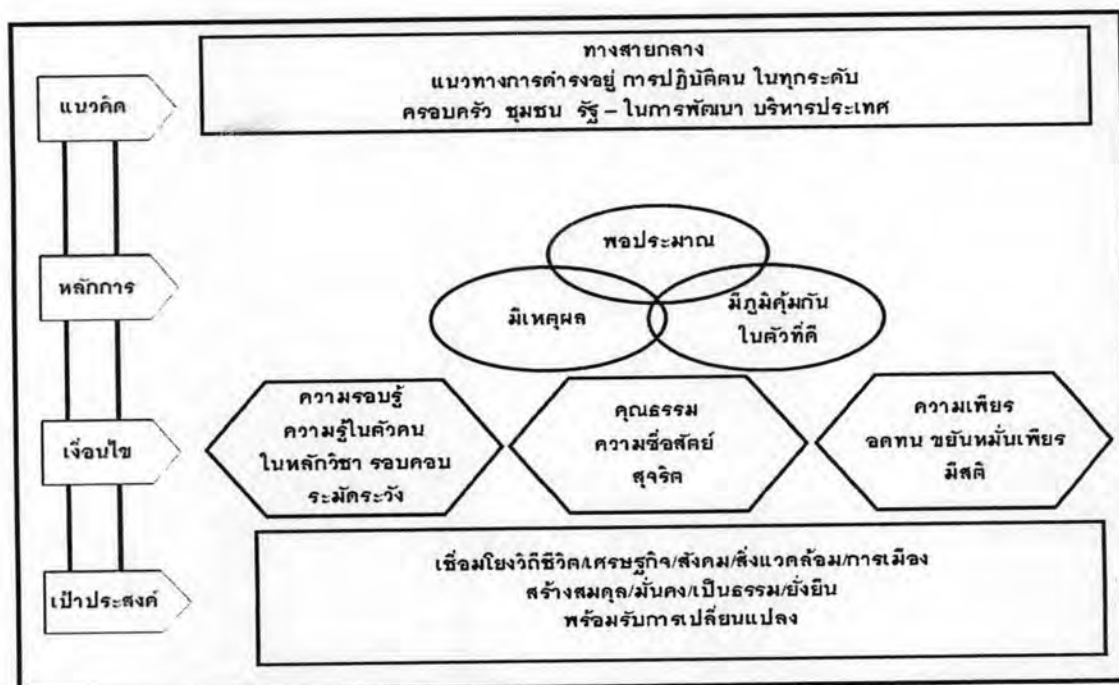 ทางสายกลาง
แนวทางการดำรงอยู่ การปฏิบัติตน ในทุกระดับ
ครอบครัว ชุมชน รัฐ – ในการพัฒนา บริหารประเทศ
แนวคิด
หลักการ
พอประมาณ
มีเหตุผล
มีภูมิคุ้มกัน
ในตัวที่ดี
เงื่อนไข
ความรอบรู้
ความรู้ในตัวคน
ในหลักวิชา รอบคอบ
ระมัดระวัง
คุณธรรม
ความซื่อสัตย์
สุจริต
ความเพียร
อดทน ขยันหมั่นเพียร
มีสติ
เป้าประสงค์
เชื่อมโยงวิถีชีวิต/เศรษฐกิจ/สังคม/สิ่งแวดล้อม/การเมือง
สร้างสมดุล/มั่นคง/เป็นธรรม/ยั่งยืน
พร้อมรับการเปลี่ยนแปลง